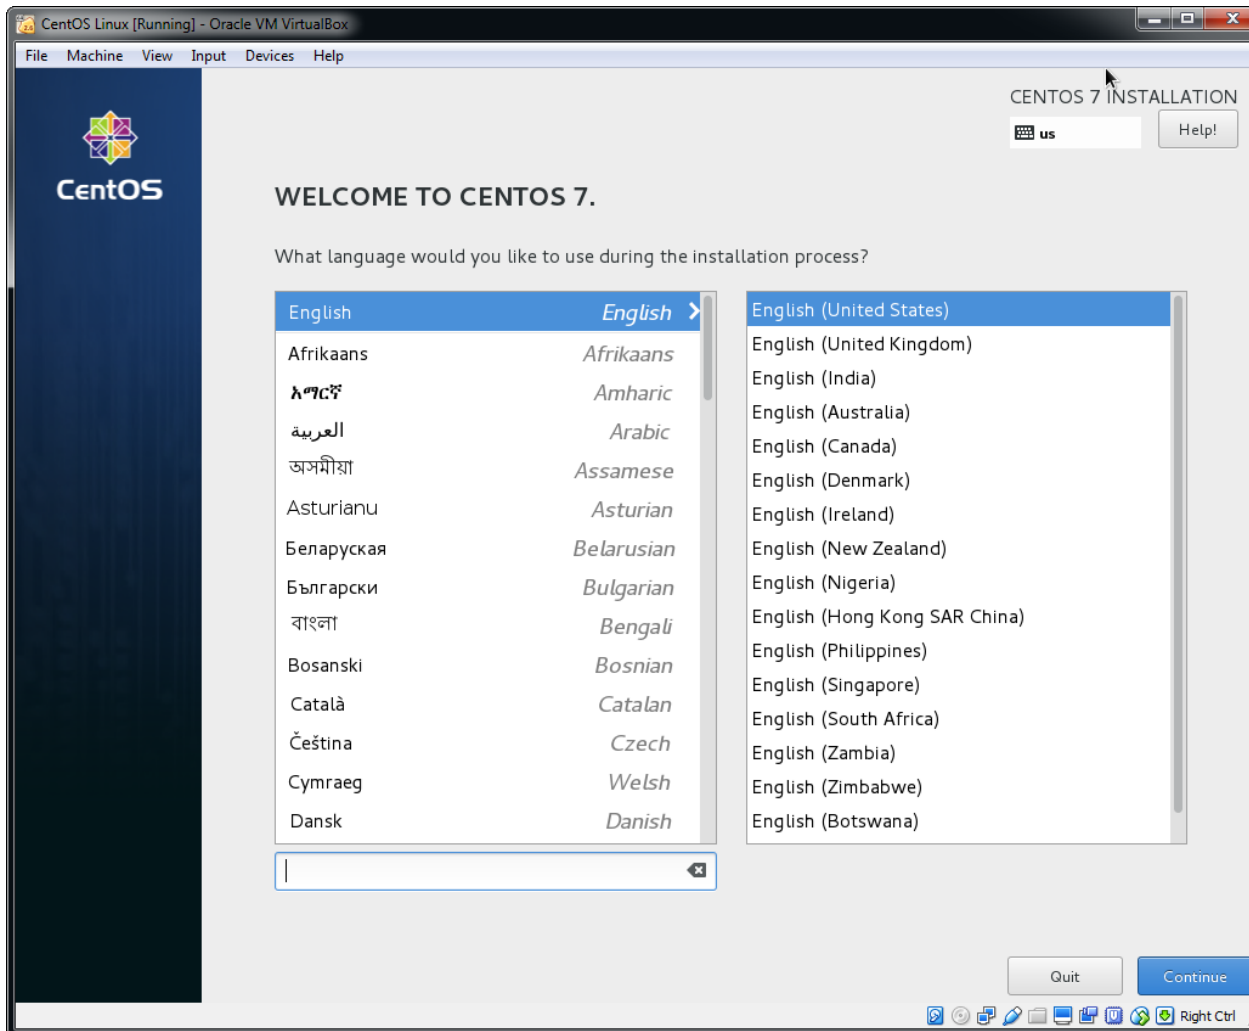 CentOS Linux [Running] - Oracle VM VirtualBox
File Machine View Input Devices Help
CentOS
CENTOS 7 INSTALLATION
us
Help!
WELCOME TO CENTOS 7.
What language would you like to use during the installation process?
English English
Afrikaans Afrikaans
አማርኛ Amharic
العربية Arabic
অসমীয়া Assamese
Asturianu Asturian
Беларуская Belarusian
Български Bulgarian
বাংলা Bengali
Bosanski Bosnian
Català Catalan
Čeština Czech
Cymraeg Welsh
Dansk Danish
English (United States)
English (United Kingdom)
English (India)
English (Australia)
English (Canada)
English (Denmark)
English (Ireland)
English (New Zealand)
English (Nigeria)
English (Hong Kong SAR China)
English (Philippines)
English (Singapore)
English (South Africa)
English (Zambia)
English (Zimbabwe)
English (Botswana)
Quit
Continue
Right Ctrl